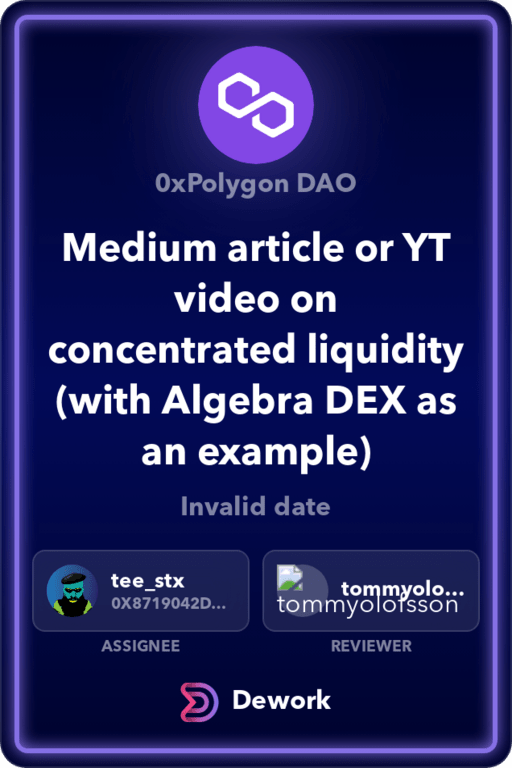 0xPolygon DAO
Medium article or YT
video on
concentrated liquidity
(with Algebra DEX as
an example)
Invalid date
tee_stx
0X8719042D...
tommyolo...
tommyolofsson
ASSIGNEE
REVIEWER
Dework